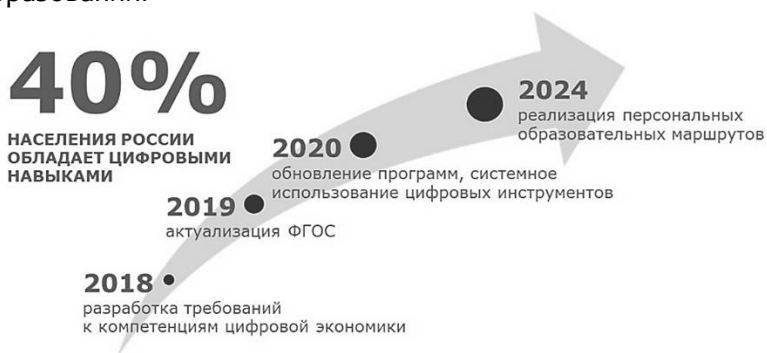 40%
НАСЕЛЕНИЯ РОССИИ
ОБЛАДАЕТ ЦИФРОВЫМИ
НАВЫКАМИ
2024
реализация персональных
образовательных маршрутов
2020
обновление программ, системное
использование цифровых инструментов
2019
актуализация ФГОС
2018
разработка требований
к компетенциям цифровой экономики